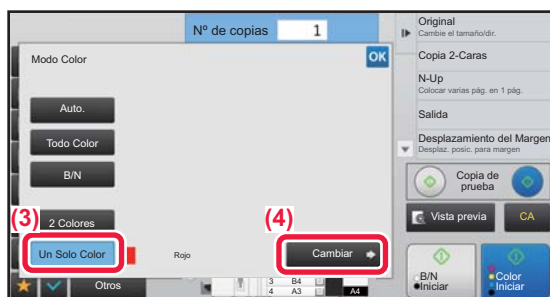 Nº de copias 1
Original
Cambie el tamaño/dir.
Modo Color
OK
Copia 2-Caras
N-Up
Colocar varias pág. en 1 pág.
Auto.
Salida
Todo Color
Desplazamiento del Margen
Desplaz. posic. para margen
B/N
Copia de
prueba
(3)
(4)
2 Colores
Vista previa
CA
Un Solo Color
Rojo
Cambiar
B/N
Iniciar
Color
Iniciar
Otros
3 B4
4 A3
A4